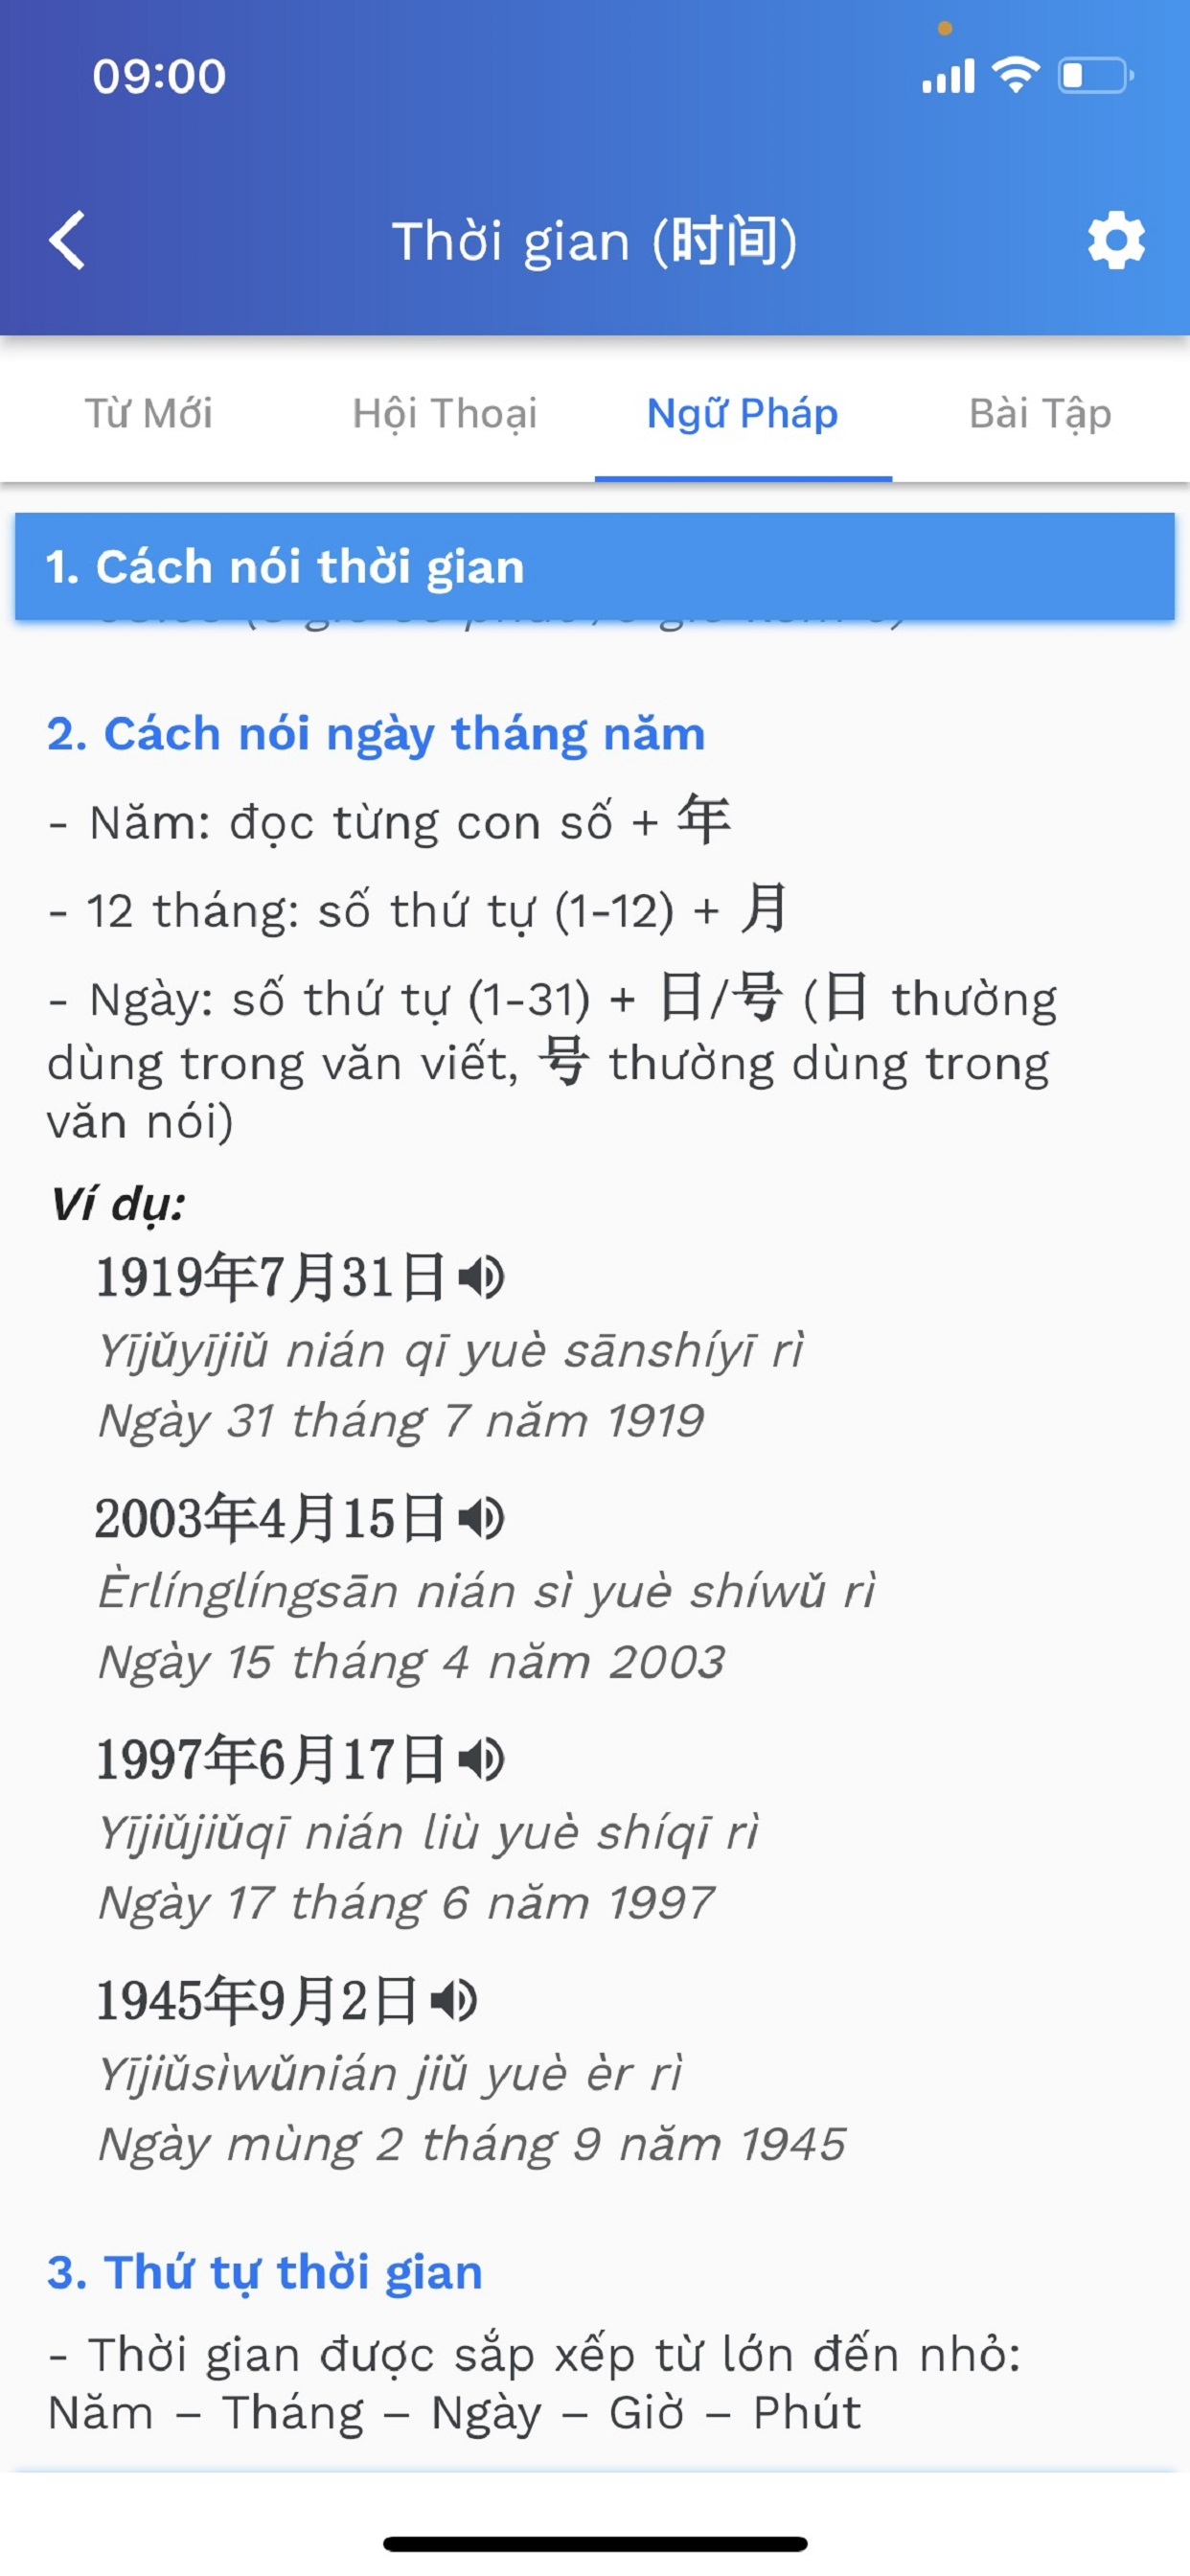 09:00
Thời gian (时间)
Từ Mới Hội Thoại Ngữ Pháp Bài Tập
1. Cách nói thời gian
2. Cách nói ngày tháng năm
- Năm: đọc từng con số + 年
- 12 tháng: số thứ tự (1-12) + 月
- Ngày: số thứ tự (1-31) + 日/号 (日 thường
dùng trong văn viết, 号 thường dùng trong
văn nói)
Ví dụ:
1919年7月31日
Yījǔyījiǔ nián qī yuè sānshíyī rì
Ngày 31 tháng 7 năm 1919
2003年4月15日
Èrlínglíngsān nián sì yuè shíwǔ rì
Ngày 15 tháng 4 năm 2003
1997年6月17日
Yījiǔjiǔqī nián liù yuè shíqī rì
Ngày 17 tháng 6 năm 1997
1945年9月2日
Yījiǔsìwǔnián jiǔ yuè èr rì
Ngày mùng 2 tháng 9 năm 1945
3. Thứ tự thời gian
- Thời gian được sắp xếp từ lớn đến nhỏ:
Năm – Tháng – Ngày – Giờ – Phút